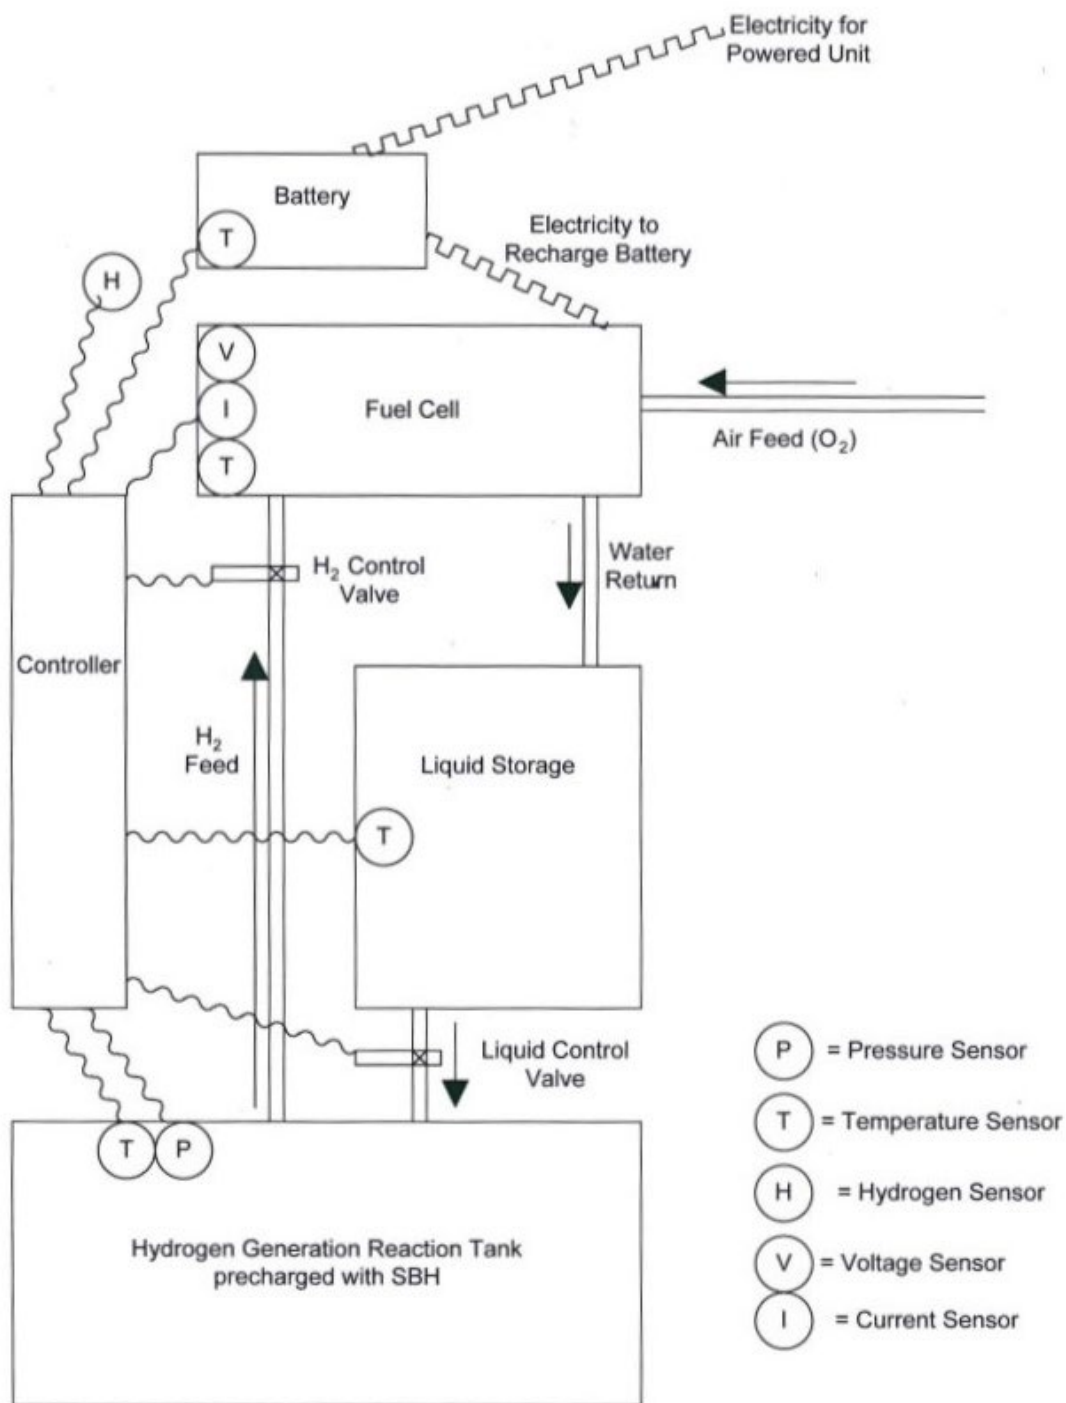 Electricity for
Powered Unit
Battery
T
Electricity to
Recharge Battery
H
V
I
T
Fuel Cell
Air Feed (O₂)
H₂ Control
Valve
Water
Return
Controller
H₂
Feed
Liquid Storage
T
Liquid Control
Valve
T P
Hydrogen Generation Reaction Tank
precharged with SBH
P = Pressure Sensor
T = Temperature Sensor
H = Hydrogen Sensor
V = Voltage Sensor
I = Current Sensor